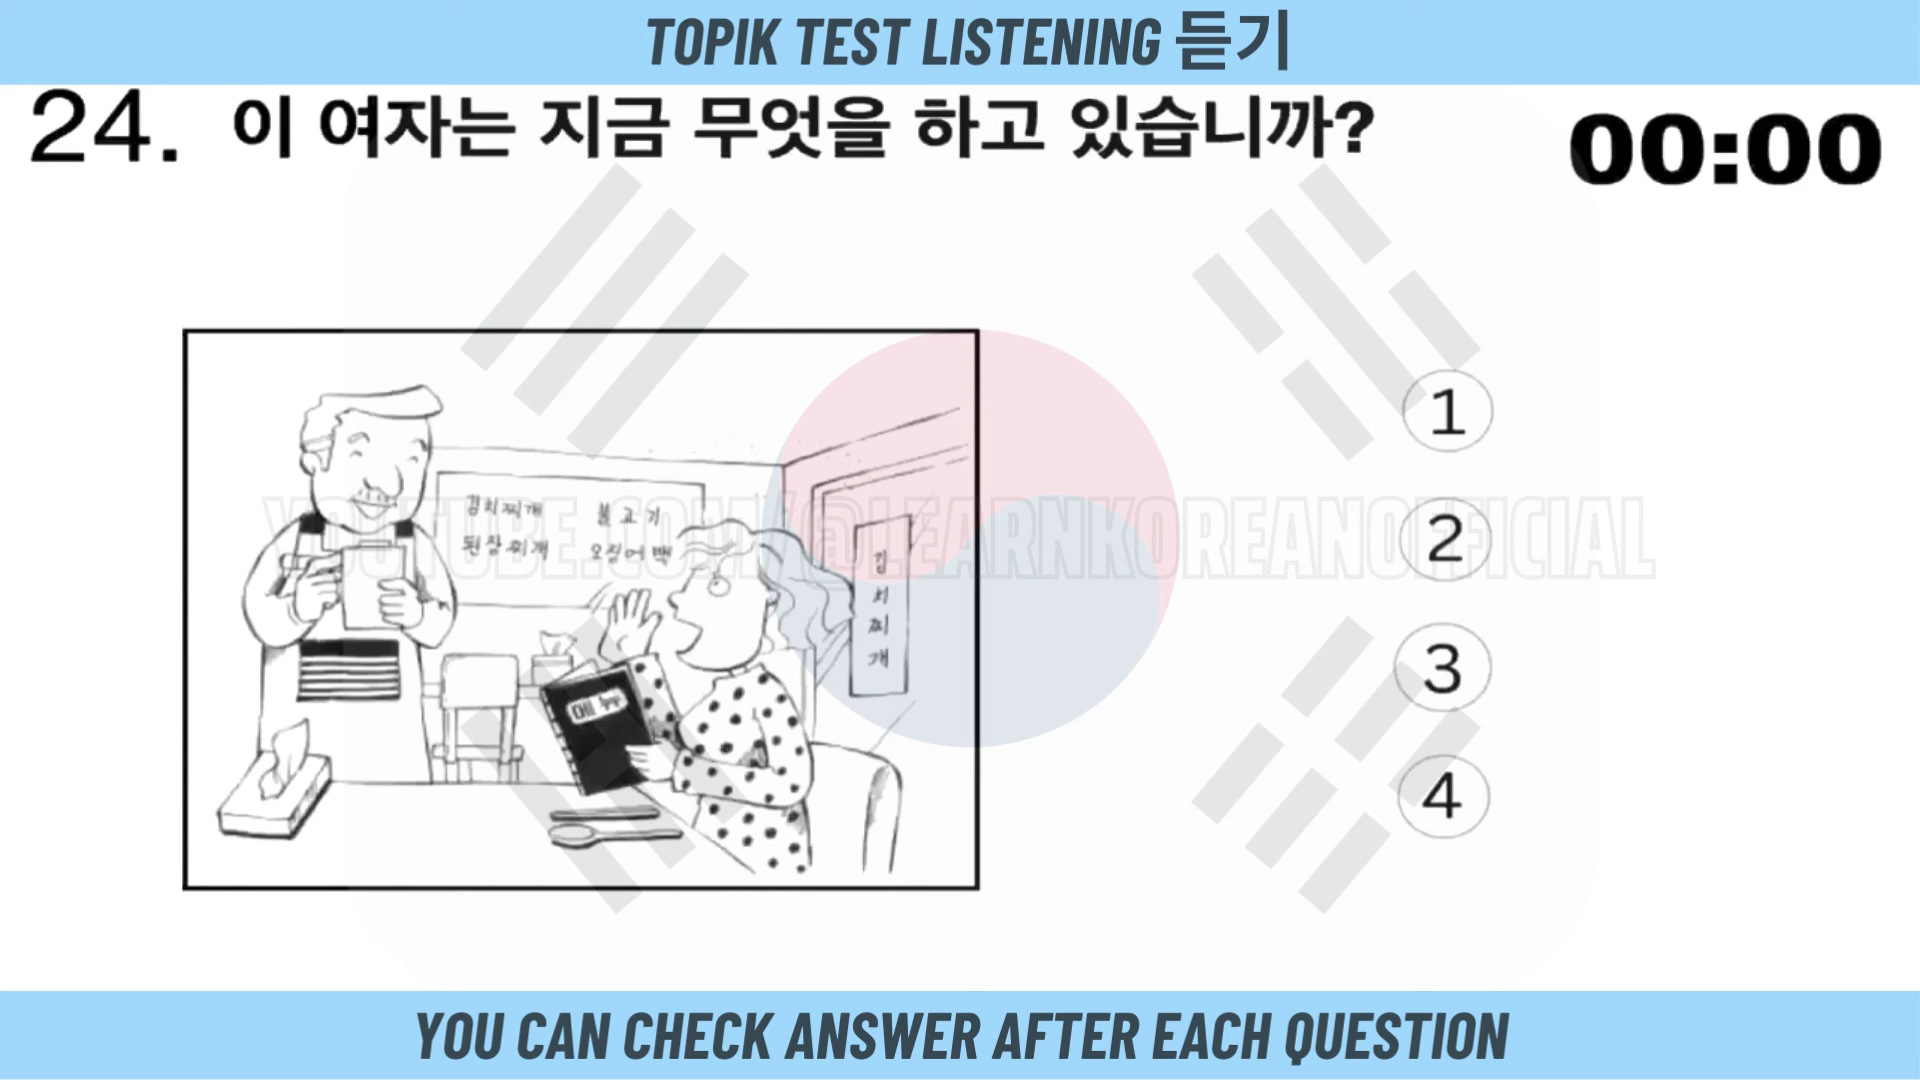 TOPIK TEST LISTENING 듣기
24. 이 여자는 지금 무엇을 하고 있습니까?
00:00
김치찌개 불고기
된장찌개 오징어백
김
치
찌
개
메뉴
1
2
3
4
YOUTUBE.COM/@LEARNKOREANOFFICIAL
YOU CAN CHECK ANSWER AFTER EACH QUESTION